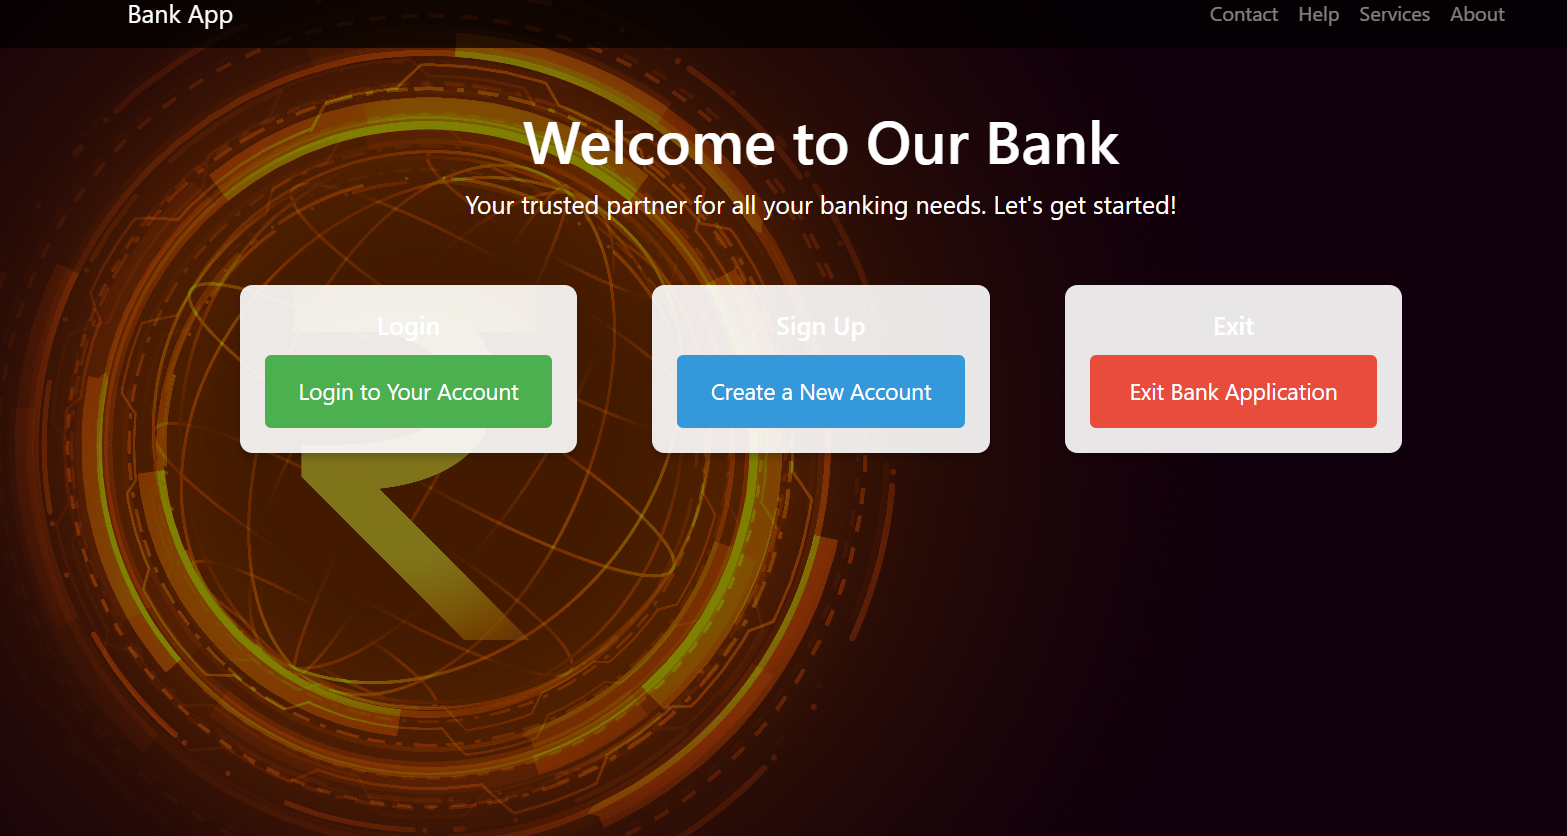 Bank App
Contact Help Services About
Welcome to Our Bank
Your trusted partner for all your banking needs. Let's get started!
Login
Login to Your Account
Sign Up
Create a New Account
Exit
Exit Bank Application
₹